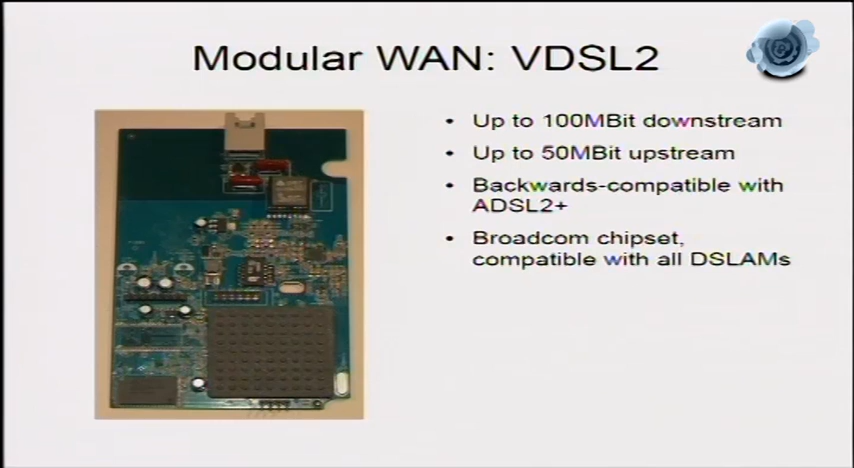 Modular WAN: VDSL2
• Up to 100MBit downstream
• Up to 50MBit upstream
• Backwards-compatible with
ADSL2+
• Broadcom chipset,
compatible with all DSLAMs